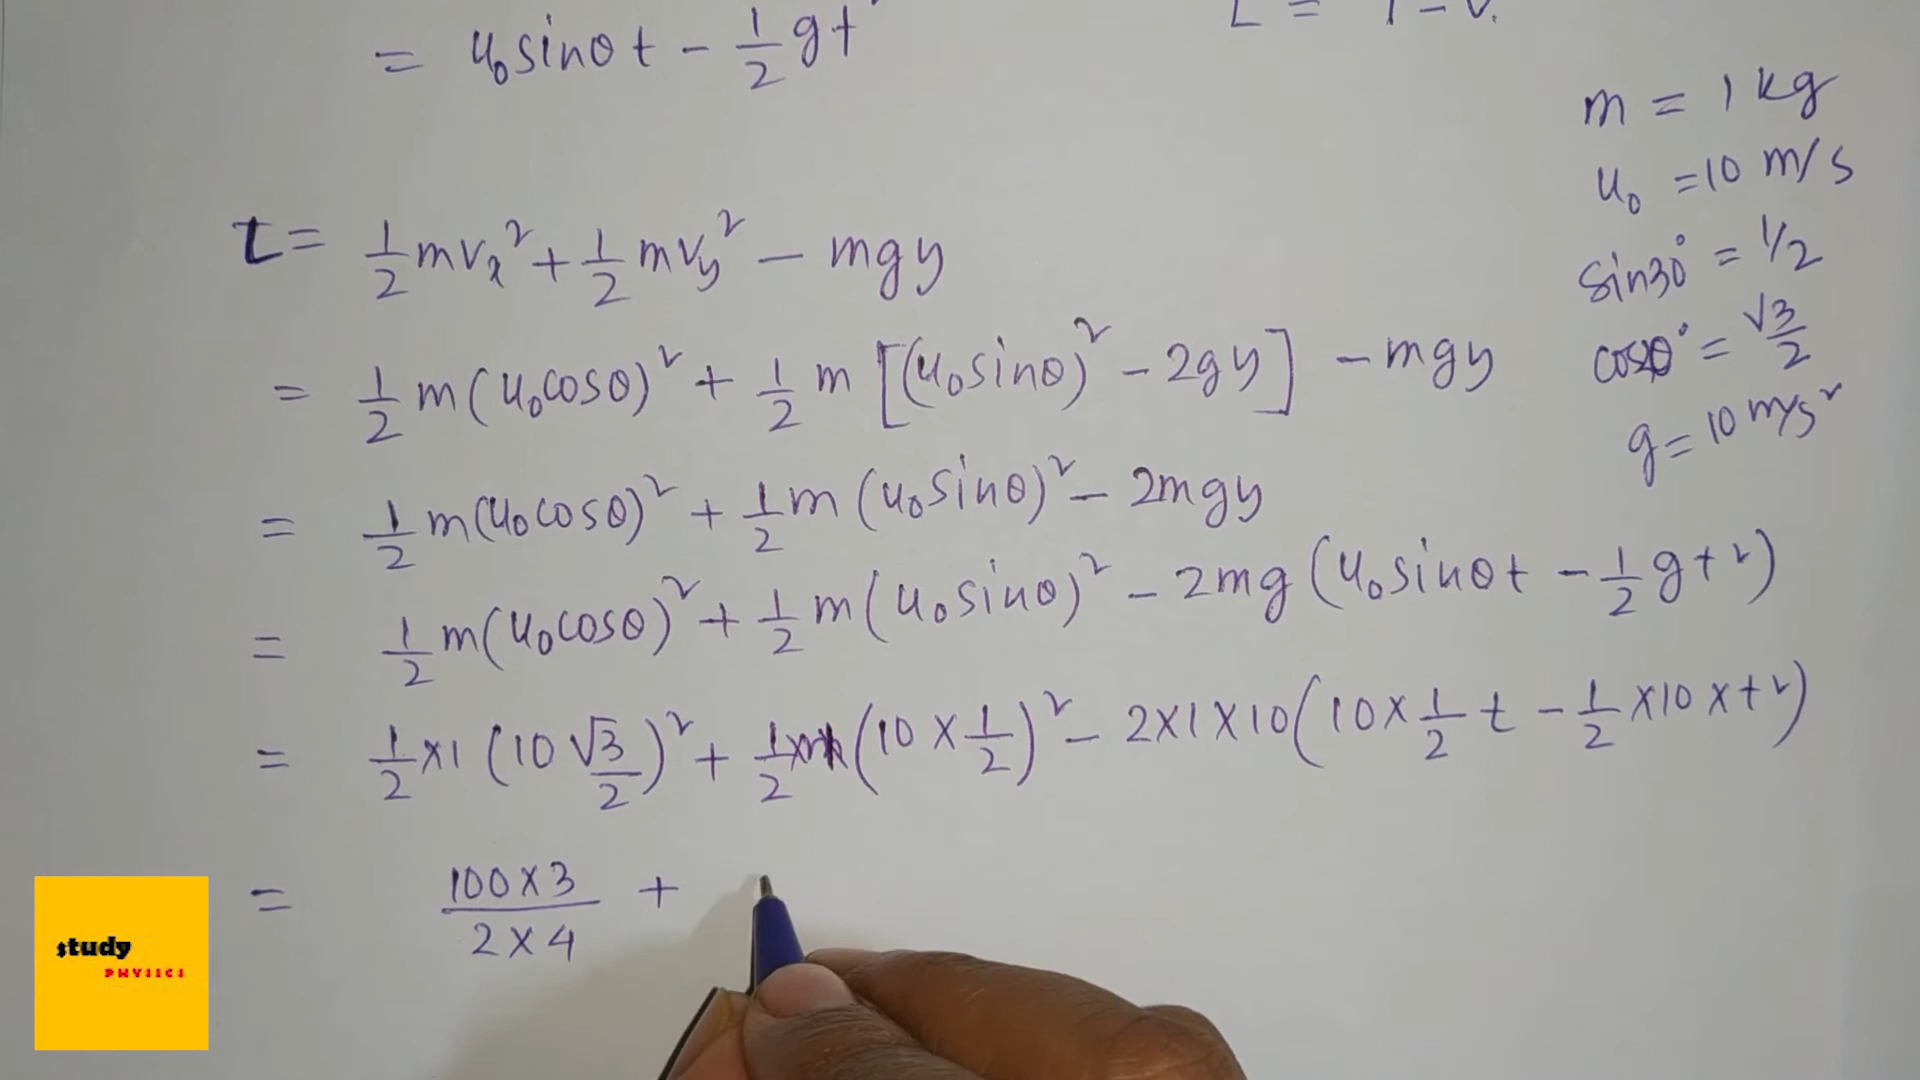 = u₀sinθt - 1/2 gt
m = 1 kg
u₀ = 10 m/s
sin30° = 1/2
= √3/2
g = 10 m/s²
L = 1/2 mvₓ² + 1/2 mv_y² - mgy
= 1/2 m(u₀cosθ)² + 1/2 m [(u₀sinθ)² - 2gy] - mgy
= 1/2 m(u₀cosθ)² + 1/2 m (u₀sinθ)² - 2mgy
= 1/2 m(u₀cosθ)² + 1/2 m(u₀sinθ)² - 2mg(u₀sinθt - 1/2 gt²)
= 1/2 ×1 (10 √3/2)² + 1/2 (10 × 1/2)² - 2×1×10(10× 1/2 t - 1/2 ×10×t²)
= 100×3 / 2×4 +
study
PHYSICS